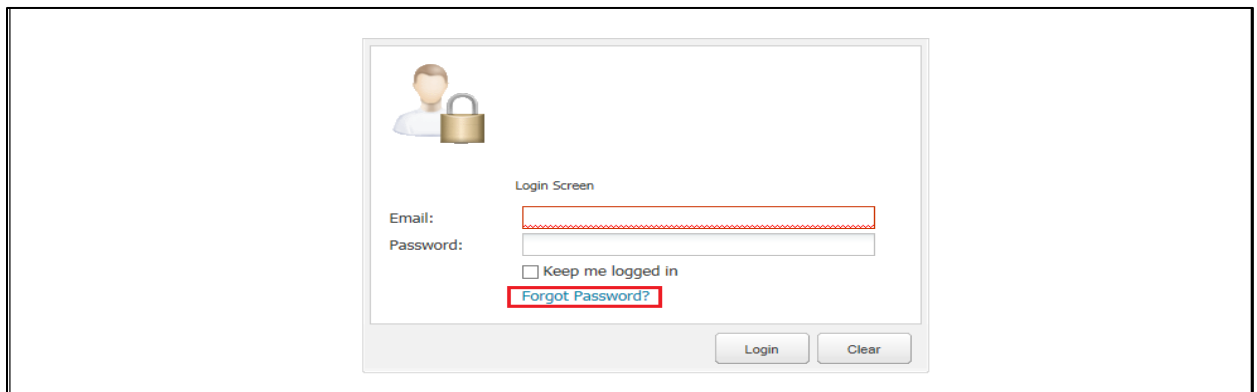 Login Screen
Email:
Password:
Keep me logged in
Forgot Password?
Login Clear